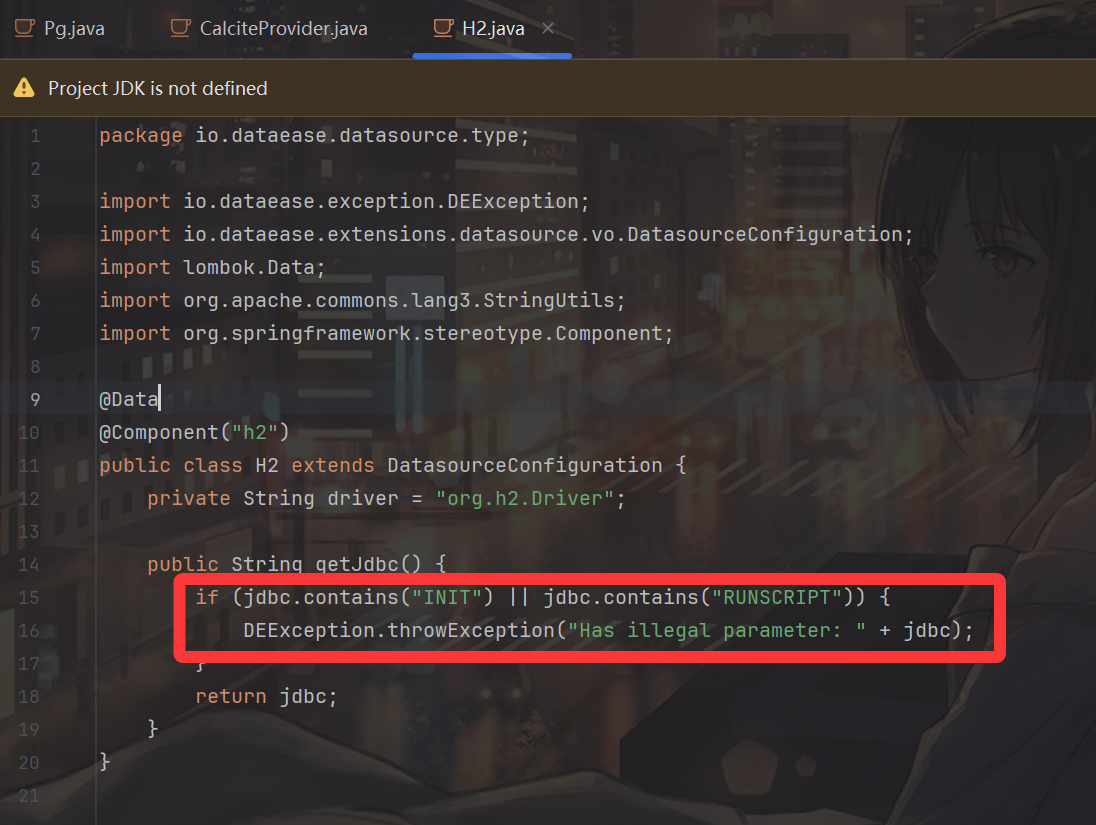 Pg.java
CalciteProvider.java
H2.java
Project JDK is not defined
1 package io.dataease.datasource.type;
2
3 import io.dataease.exception.DEException;
4 import io.dataease.extensions.datasource.vo.DatasourceConfiguration;
5 import lombok.Data;
6 import org.apache.commons.lang3.StringUtils;
7 import org.springframework.stereotype.Component;
8
9 @Data
10 @Component("h2")
11 public class H2 extends DatasourceConfiguration {
12 private String driver = "org.h2.Driver";
13
14 public String getJdbc() {
15 if (jdbc.contains("INIT") || jdbc.contains("RUNSCRIPT")) {
16 DEException.throwException("Has illegal parameter: " + jdbc);
17 }
18 return jdbc;
19 }
20 }
21